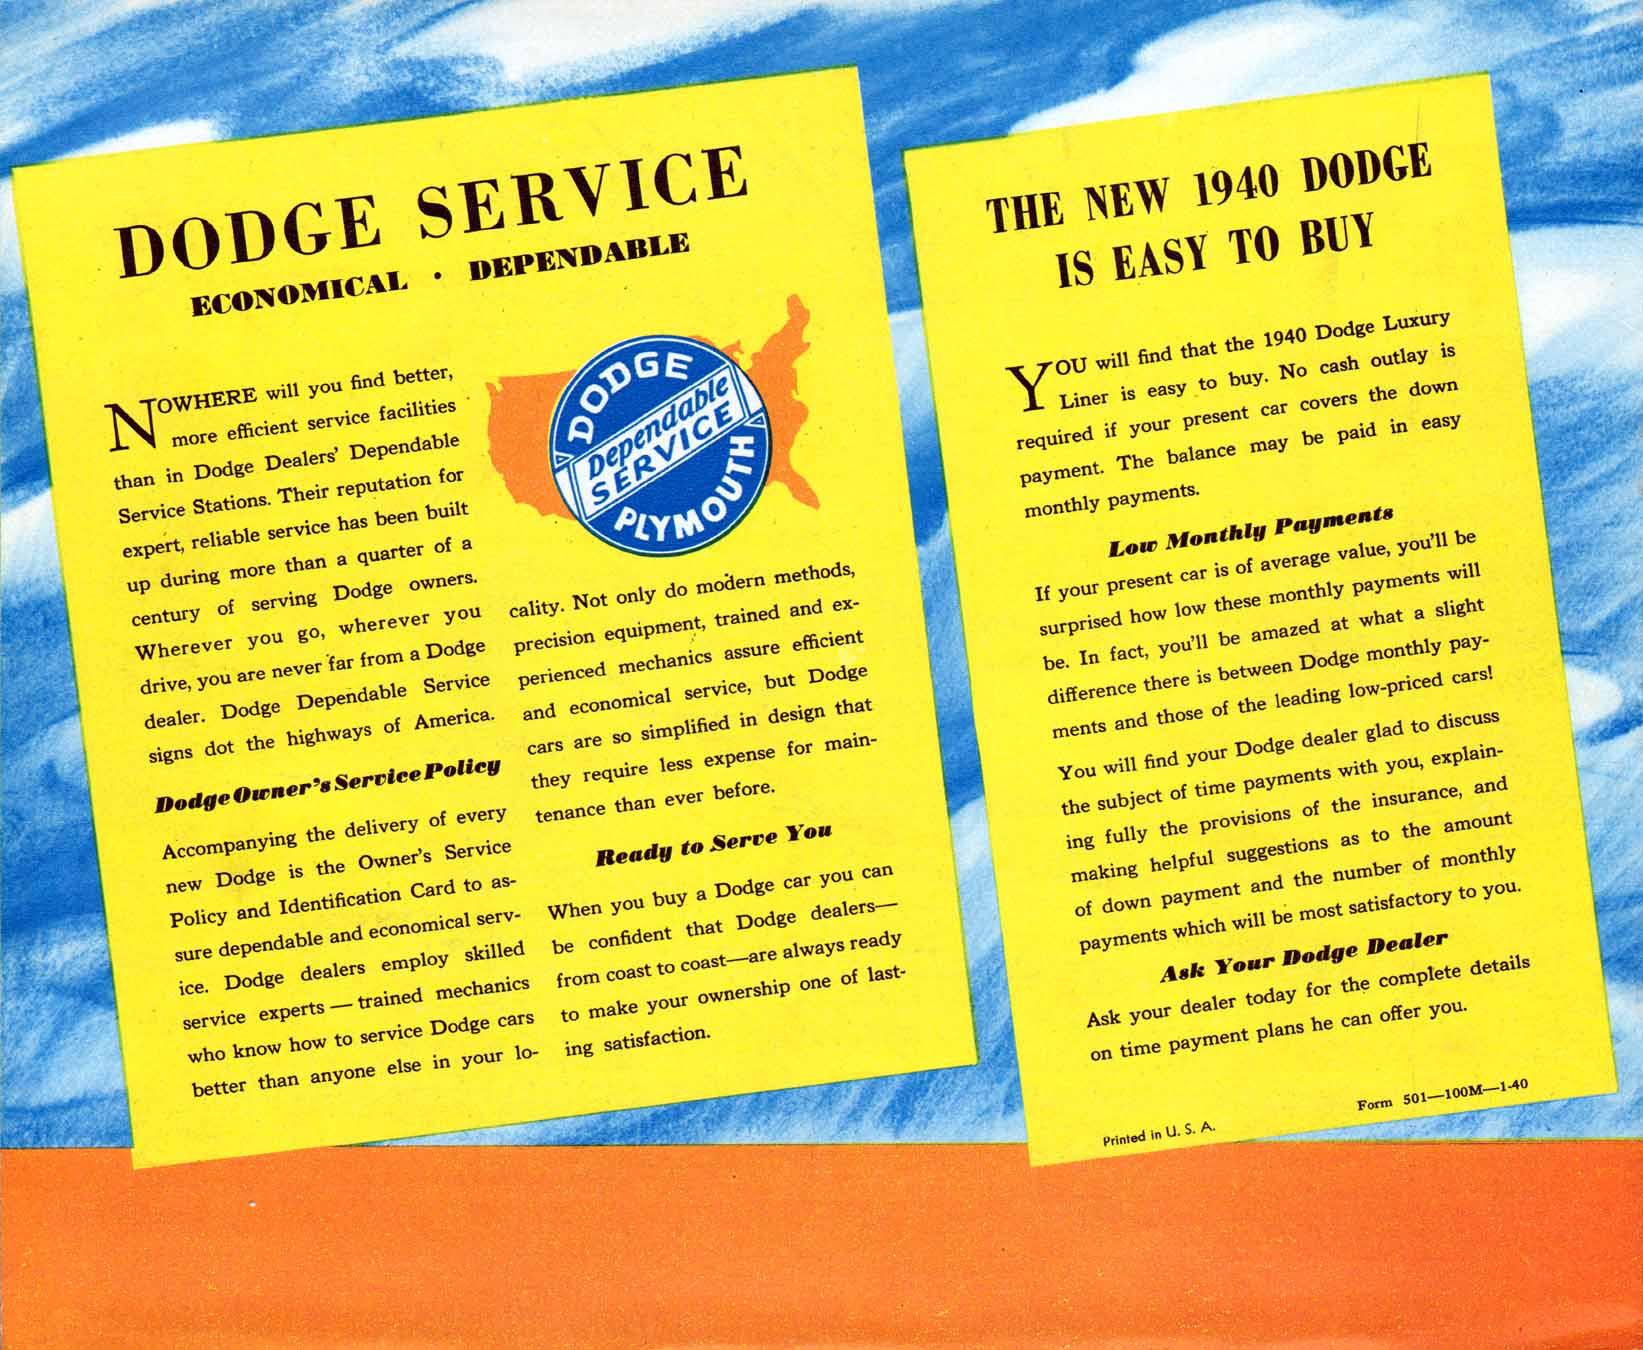 DODGE SERVICE
ECONOMICAL · DEPENDABLE
NOWHERE will you find better,
more efficient service facilities
than in Dodge Dealers' Dependable
Service Stations. Their reputation for
expert, reliable service has been built
up during more than a quarter of a
century of serving Dodge owners.
Wherever you go, wherever you
drive, you are never far from a Dodge
dealer. Dodge Dependable Service
signs dot the highways of America.
Dodge Owner's Service Policy
Accompanying the delivery of every
new Dodge is the Owner's Service
Policy and Identification Card to as-
sure dependable and economical serv-
ice. Dodge dealers employ skilled
service experts — trained mechanics
who know how to service Dodge cars
better than anyone else in your lo-
DODGE
Dependable
SERVICE
PLYMOUTH
cality. Not only do modern methods,
precision equipment, trained and ex-
perienced mechanics assure efficient
and economical service, but Dodge
cars are so simplified in design that
they require less expense for main-
tenance than ever before.
Ready to Serve You
When you buy a Dodge car you can
be confident that Dodge dealers—
from coast to coast—are always ready
to make your ownership one of last-
ing satisfaction.
THE NEW 1940 DODGE
IS EASY TO BUY
YOU will find that the 1940 Dodge Luxury
Liner is easy to buy. No cash outlay is
required if your present car covers the down
payment. The balance may be paid in easy
monthly payments.
Low Monthly Payments
If your present car is of average value, you'll be
surprised how low these monthly payments will
be. In fact, you'll be amazed at what a slight
difference there is between Dodge monthly pay-
ments and those of the leading low-priced cars!
You will find your Dodge dealer glad to discuss
the subject of time payments with you, explain-
ing fully the provisions of the insurance, and
making helpful suggestions as to the amount
of down payment and the number of monthly
payments which will be most satisfactory to you.
Ask Your Dodge Dealer
Ask your dealer today for the complete details
on time payment plans he can offer you.
Form 501—100M—1-40
Printed in U. S. A.